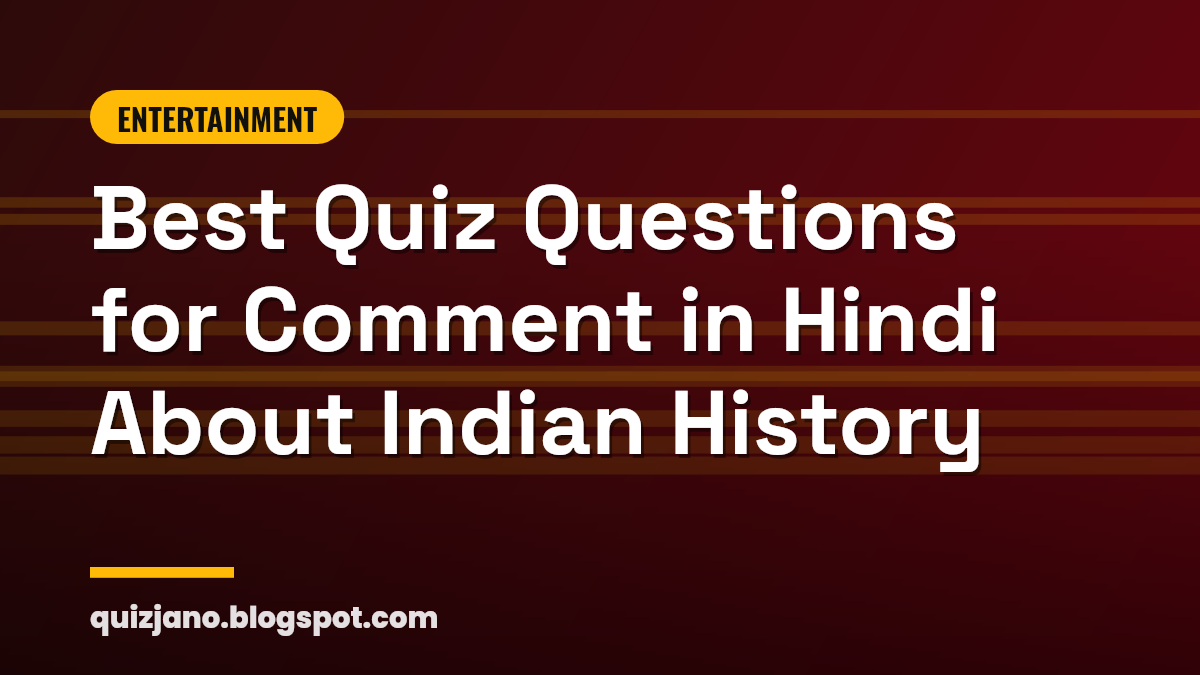 ENTERTAINMENT
Best Quiz Questions
for Comment in Hindi
About Indian History
quizjano.blogspot.com